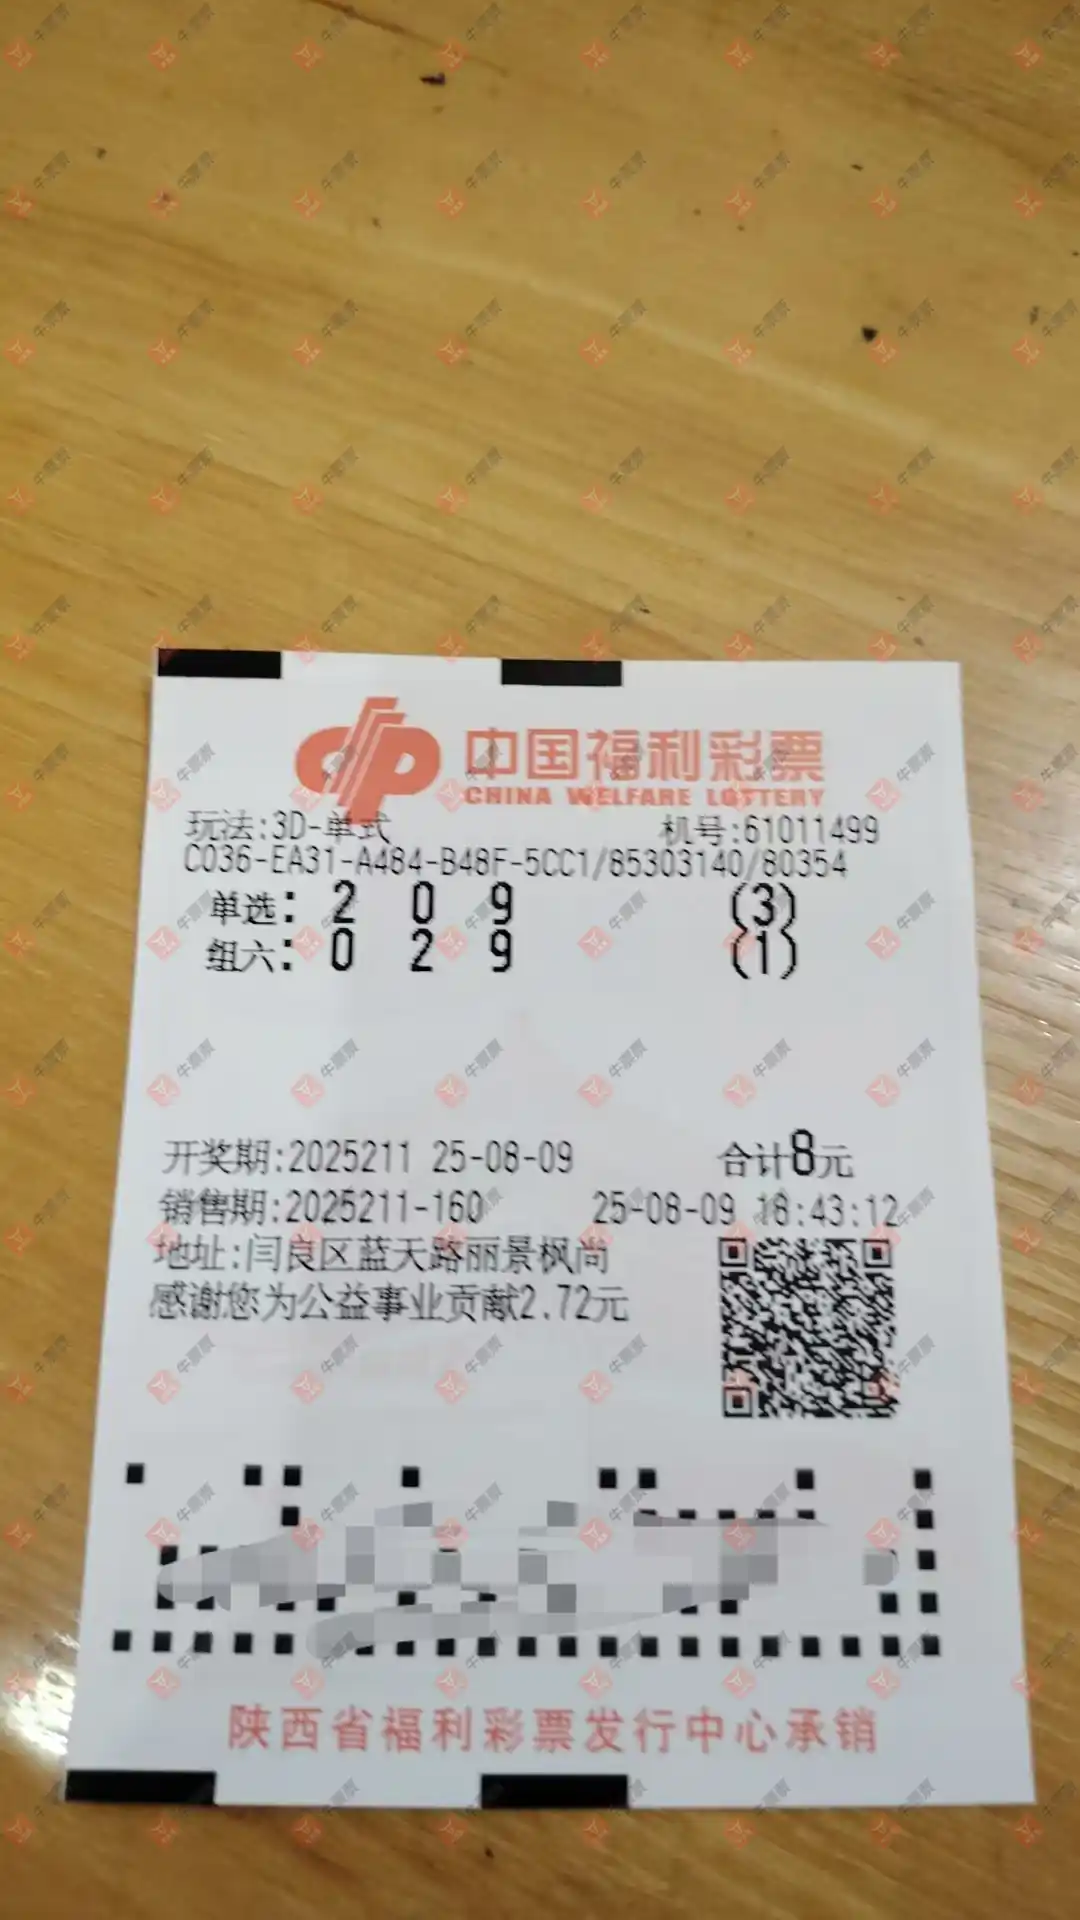 中国福利彩票
CHINA WELFARE LOTTERY
玩法:3D-单式 机号:61011499
C036-EA31-A484-B48F-5CC1/85303140/80354
单选: 2 0 9 (3)
组六: 0 2 9 (1)
开奖期:2025211 25-08-09 合计8元
销售期:2025211-160 25-08-09 18:43:12
地址:闫良区蓝天路丽景枫尚
感谢您为公益事业贡献2.72元
陕西省福利彩票发行中心承销
牛票票